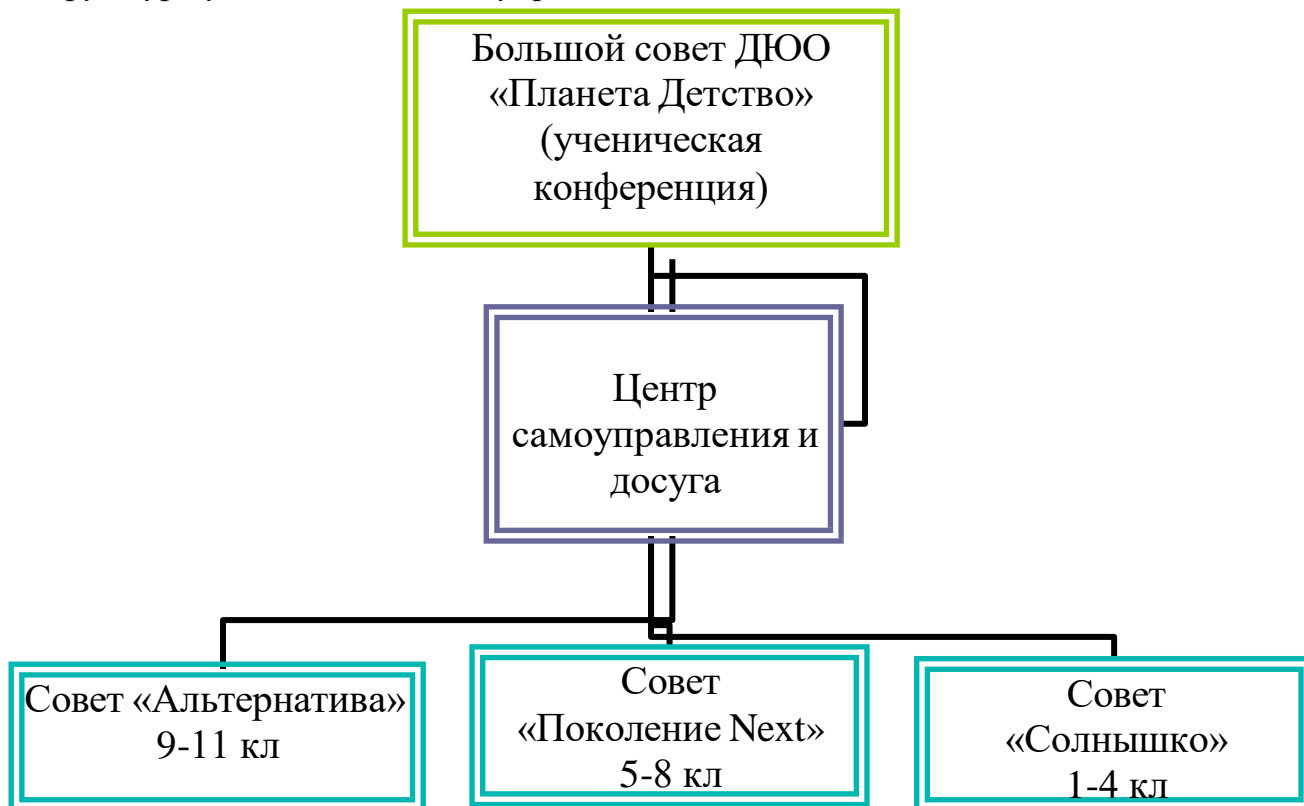 Большой совет ДЮО
«Планета Детство»
(ученическая
конференция)
Центр
самоуправления и
досуга
Совет «Альтернатива»
9-11 кл
Совет
«Поколение Next»
5-8 кл
Совет
«Солнышко»
1-4 кл